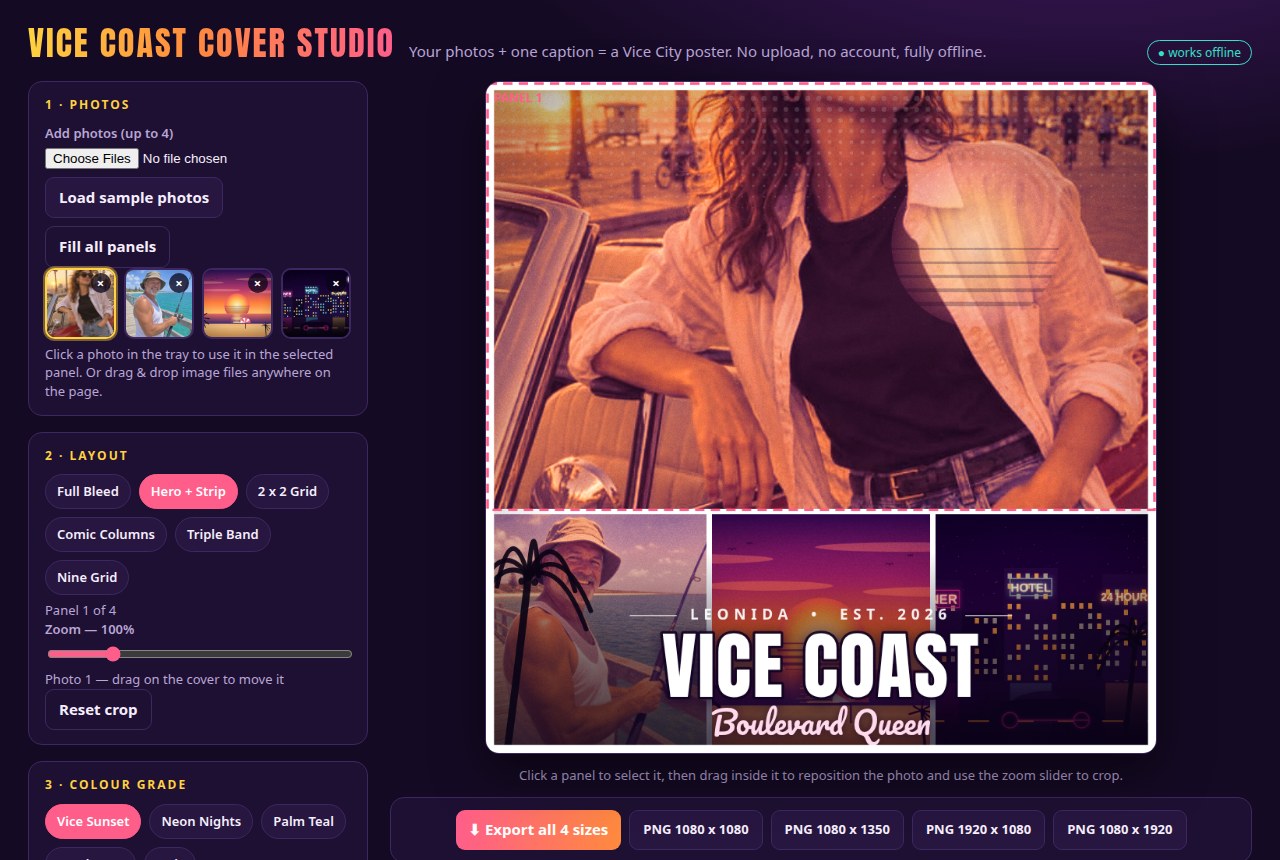 VICE COAST COVER STUDIO
Your photos + one caption = a Vice City poster. No upload, no account, fully offline.
● works offline
1 · PHOTOS
Add photos (up to 4)
Choose Files No file chosen
Load sample photos
Fill all panels
×
×
×
×
Click a photo in the tray to use it in the selected
panel. Or drag & drop image files anywhere on
the page.
2 · LAYOUT
Full Bleed
Hero + Strip
2 x 2 Grid
Comic Columns
Triple Band
Nine Grid
Panel 1 of 4
Zoom — 100%
Photo 1 — drag on the cover to move it
Reset crop
3 · COLOUR GRADE
Vice Sunset
Neon Nights
Palm Teal
PANEL 1
HOTEL
24 HOUR
LEONIDA • EST. 2026
VICE COAST
Boulevard Queen
Click a panel to select it, then drag inside it to reposition the photo and use the zoom slider to crop.
⬇ Export all 4 sizes
PNG 1080 x 1080
PNG 1080 x 1350
PNG 1920 x 1080
PNG 1080 x 1920